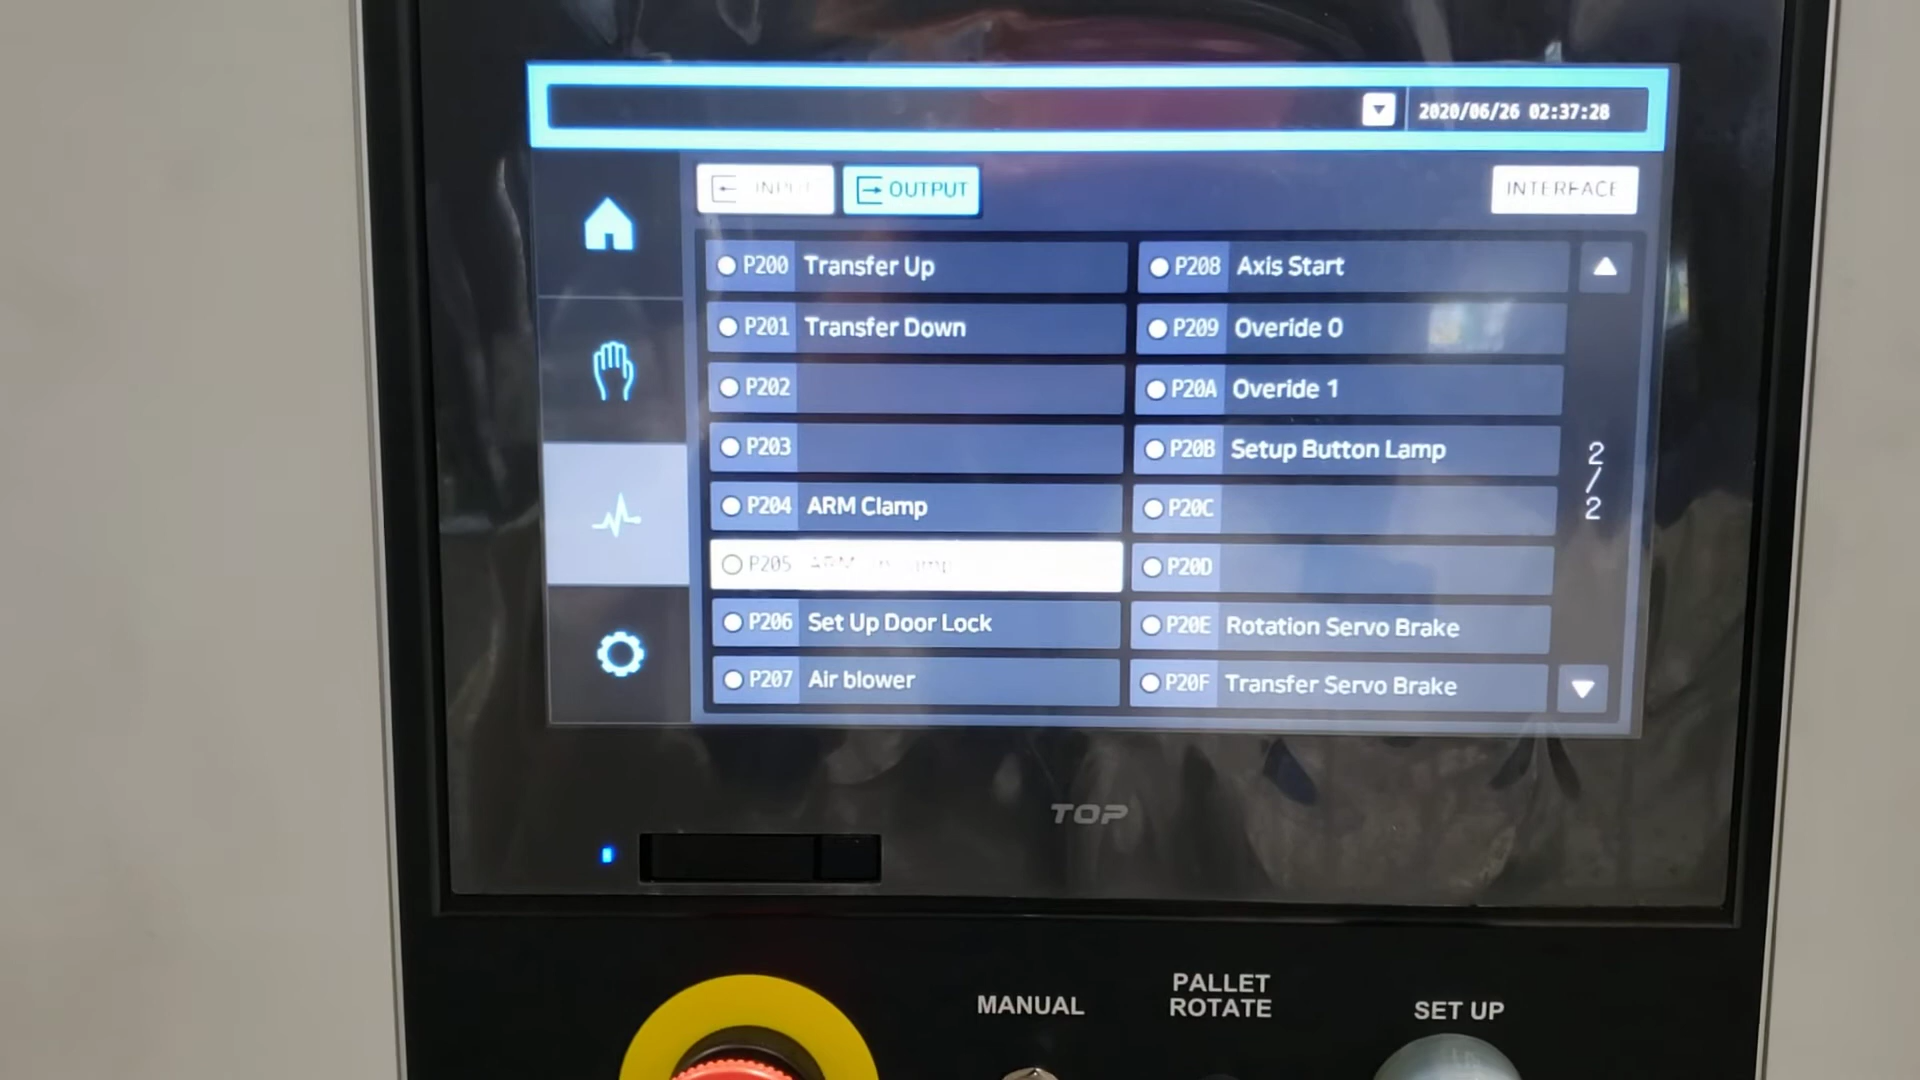 2020/06/26 02:37:28
INPUT
OUTPUT
INTERFACE
P200 Transfer Up
P201 Transfer Down
P202
P203
P204 ARM Clamp
P205 ARM
P206 Set Up Door Lock
P207 Air blower
P208 Axis Start
P209 Overide 0
P20A Overide 1
P20B Setup Button Lamp
P20C
P20D
P20E Rotation Servo Brake
P20F Transfer Servo Brake
2
/
2
TOP
MANUAL
PALLET
ROTATE
SET UP